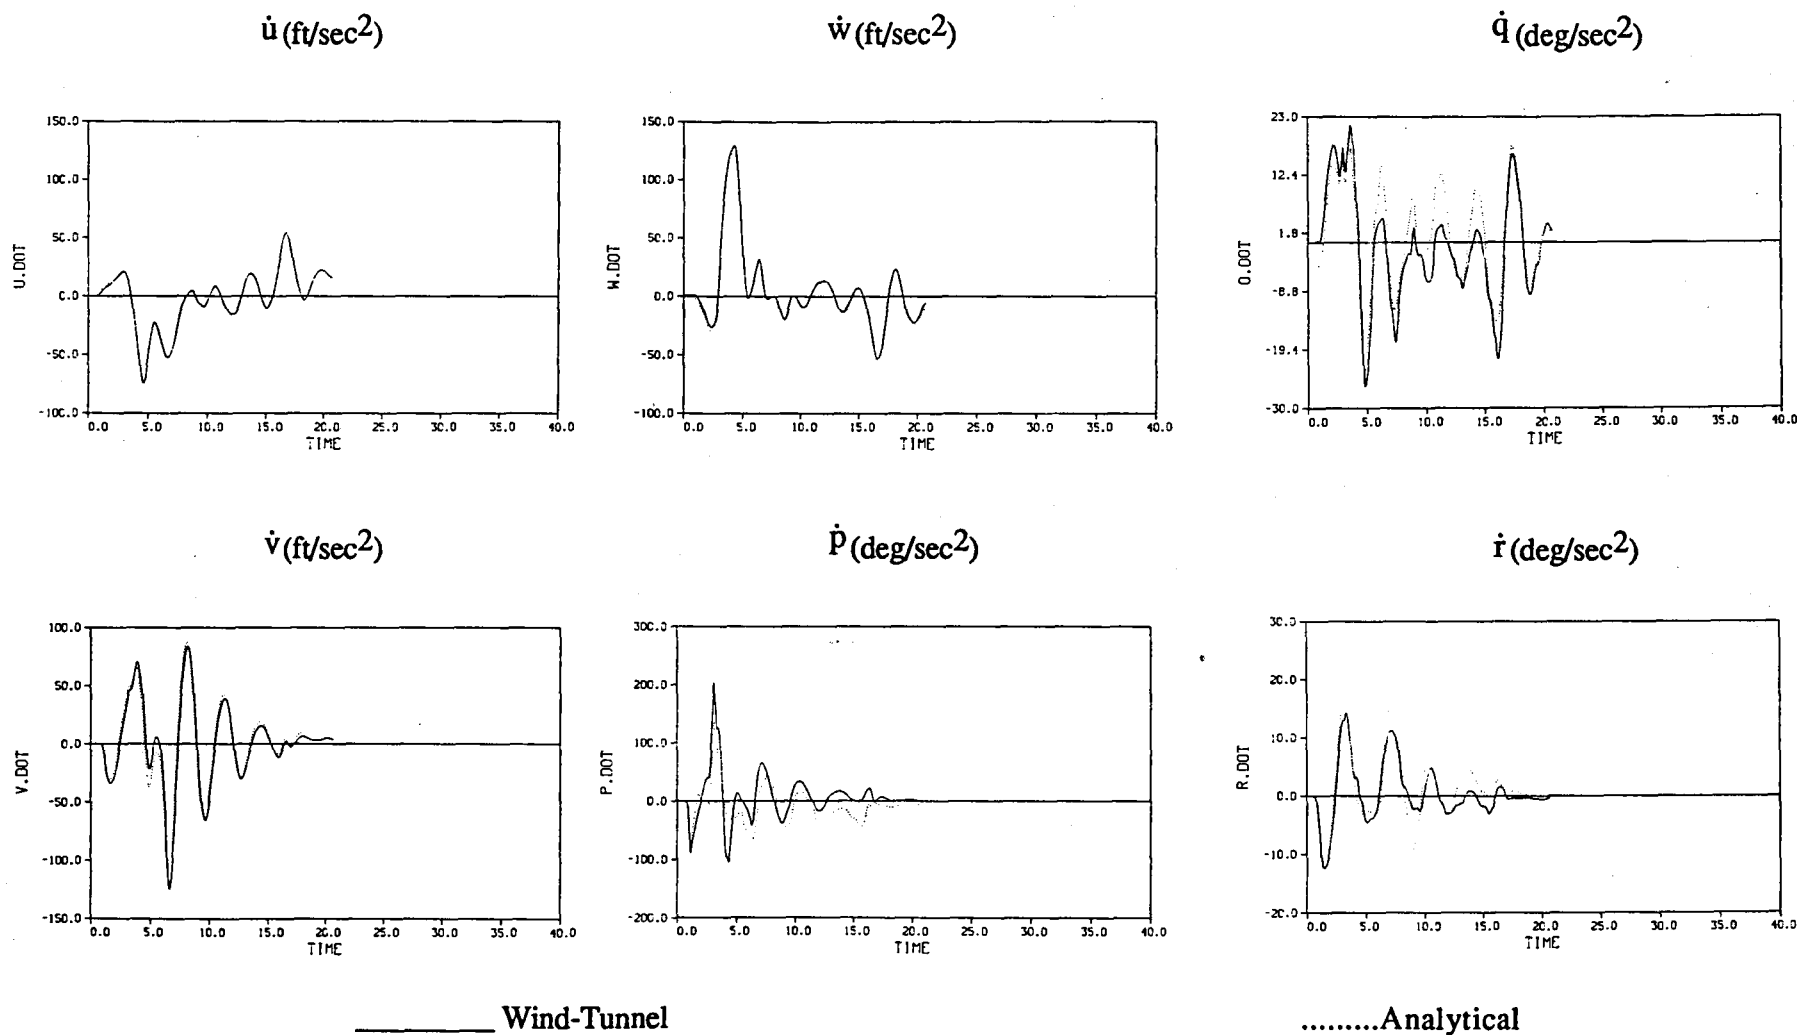 u̇ (ft/sec²) ẇ (ft/sec²) q̇ (deg/sec²)
150.0 100.0 50.0 0.0 -50.0 -100.0
U.DOT
0.0 5.0 10.0 15.0 20.0 25.0 30.0 35.0 40.0
TIME
150.0 100.0 50.0 0.0 -50.0 -100.0
W.DOT
0.0 5.0 10.0 15.0 20.0 25.0 30.0 35.0 40.0
TIME
23.0 12.4 1.8 -8.8 -19.4 -30.0
Q.DOT
0.0 5.0 10.0 15.0 20.0 25.0 30.0 35.0 40.0
TIME
v̇ (ft/sec²) ṗ (deg/sec²) ṙ (deg/sec²)
100.0 50.0 0.0 -50.0 -100.0 -150.0
V.DOT
0.0 5.0 10.0 15.0 20.0 25.0 30.0 35.0 40.0
TIME
300.0 200.0 100.0 0.0 -100.0 -200.0
P.DOT
0.0 5.0 10.0 15.0 20.0 25.0 30.0 35.0 40.0
TIME
30.0 20.0 10.0 0.0 -10.0 -20.0
R.DOT
0.0 5.0 10.0 15.0 20.0 25.0 30.0 35.0 40.0
TIME
Wind-Tunnel .........Analytical